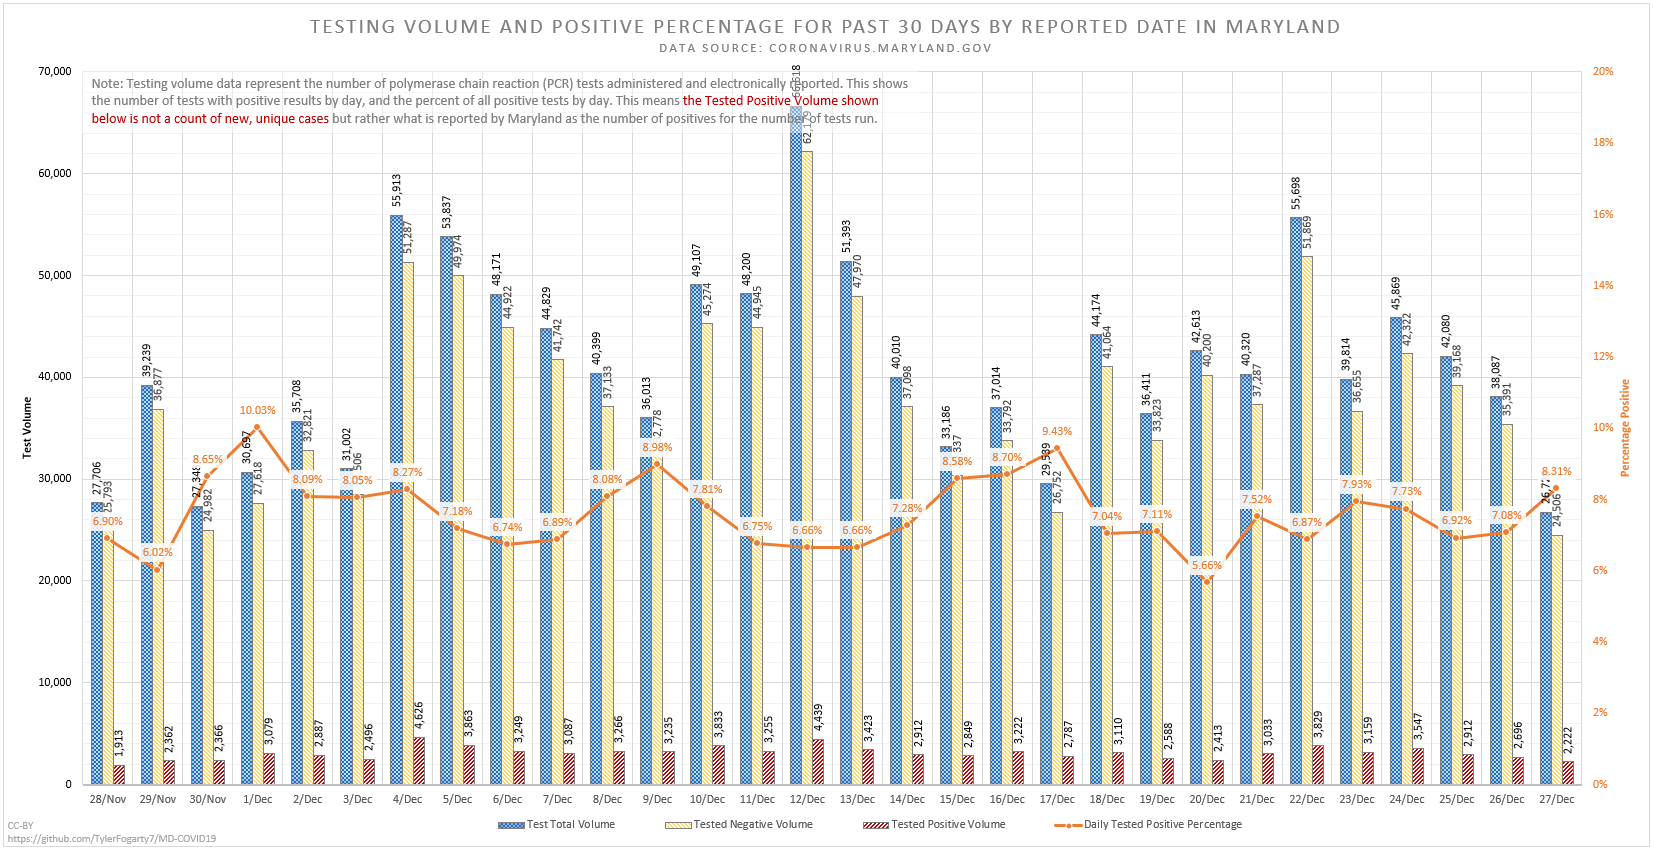 TESTING VOLUME AND POSITIVE PERCENTAGE FOR PAST 30 DAYS BY REPORTED DATE IN MARYLAND
DATA SOURCE: CORONAVIRUS.MARYLAND.GOV
Note: Testing volume data represent the number of polymerase chain reaction (PCR) tests administered and electronically reported. This shows
the number of tests with positive results by day, and the percent of all positive tests by day. This means the Tested Positive Volume shown
below is not a count of new, unique cases but rather what is reported by Maryland as the number of positives for the number of tests run.
Test Volume
70,000
60,000
50,000
40,000
30,000
20,000
10,000
0
Percentage Positive
20%
18%
16%
14%
12%
10%
8%
6%
4%
2%
0%
27,706 25,793 6.90% 1,913
39,239 36,877 6.02% 2,362
27,348 24,982 8.65% 2,366
30,697 27,618 10.03% 3,079
35,708 32,821 8.09% 2,887
31,002 8.05% 2,496
55,913 51,287 8.27% 4,626
53,837 49,974 7.18% 3,863
48,171 44,922 6.74% 3,249
44,829 41,742 6.89% 3,087
40,399 37,133 8.08% 3,266
36,013 8.98% 3,235
49,107 45,274 7.81% 3,833
48,200 44,945 6.75% 3,255
66,618 62,179 6.66% 4,439
51,393 47,970 6.66% 3,423
40,010 37,098 7.28% 2,912
33,186 8.58% 2,849
37,014 33,792 8.70% 3,222
29,539 26,752 9.43% 2,787
44,174 41,064 7.04% 3,110
36,411 33,823 7.11% 2,588
42,613 40,200 5.66% 2,413
40,320 37,287 7.52% 3,033
55,698 51,869 6.87% 3,829
39,814 36,655 7.93% 3,159
45,869 42,322 7.73% 3,547
42,080 39,168 6.92% 2,912
38,087 35,391 7.08% 2,696
24,506 8.31% 2,222
28/Nov 29/Nov 30/Nov 1/Dec 2/Dec 3/Dec 4/Dec 5/Dec 6/Dec 7/Dec 8/Dec 9/Dec 10/Dec 11/Dec 12/Dec 13/Dec 14/Dec 15/Dec 16/Dec 17/Dec 18/Dec 19/Dec 20/Dec 21/Dec 22/Dec 23/Dec 24/Dec 25/Dec 26/Dec 27/Dec
Test Total Volume Tested Negative Volume Tested Positive Volume Daily Tested Positive Percentage
CC-BY
https://github.com/TylerFogarty7/MD-COVID19